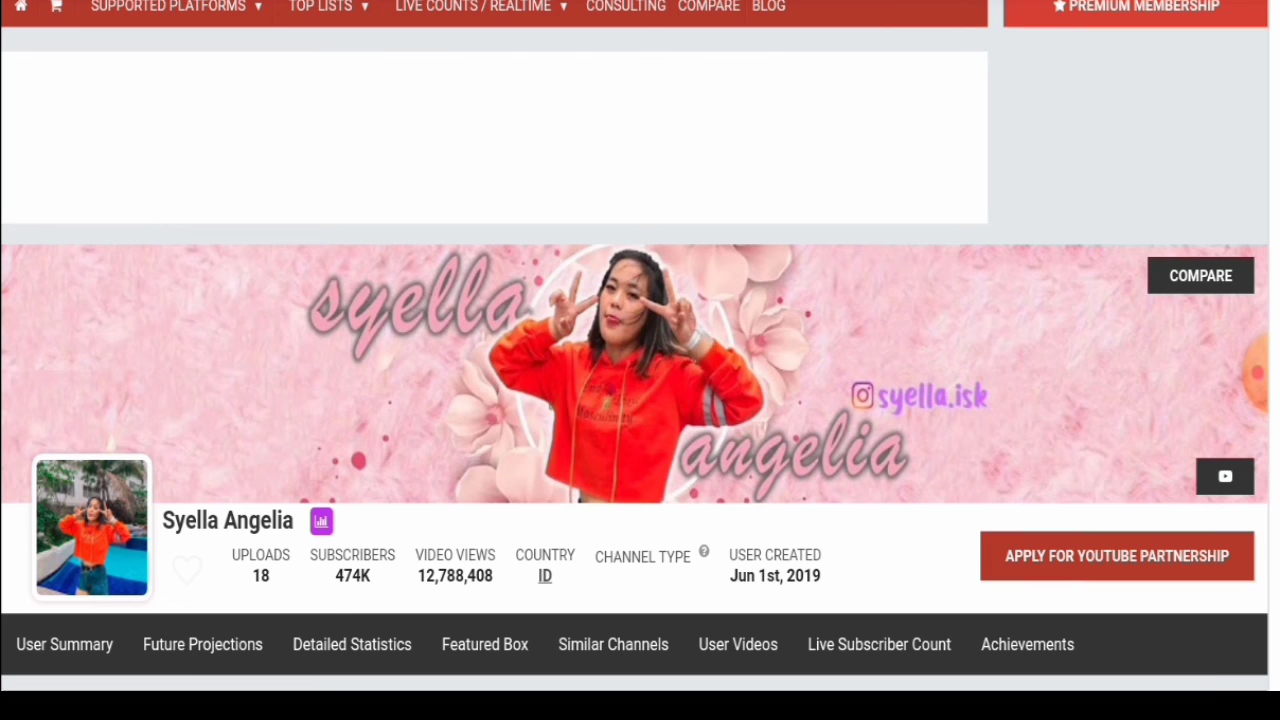 SUPPORTED PLATFORMS ▼ TOP LISTS ▼ LIVE COUNTS / REALTIME ▼ CONSULTING COMPARE BLOG
PREMIUM MEMBERSHIP
syella
COMPARE
syella.isk
angelia
Syella Angelia
UPLOADS SUBSCRIBERS VIDEO VIEWS COUNTRY CHANNEL TYPE ? USER CREATED
18 474K 12,788,408 ID Jun 1st, 2019
APPLY FOR YOUTUBE PARTNERSHIP
User Summary Future Projections Detailed Statistics Featured Box Similar Channels User Videos Live Subscriber Count Achievements